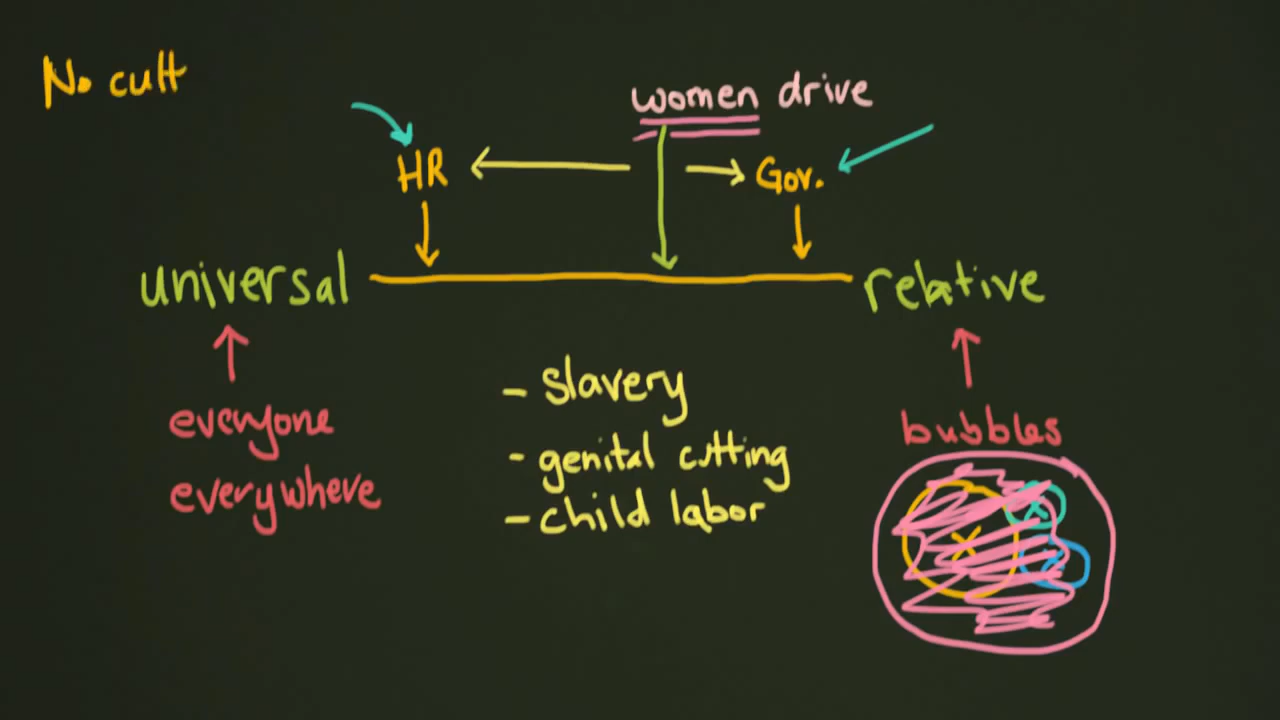 No cult
women drive
HR
Gov.
universal
relative
- slavery
- genital cutting
- child labor
everyone
everywhere
bubbles